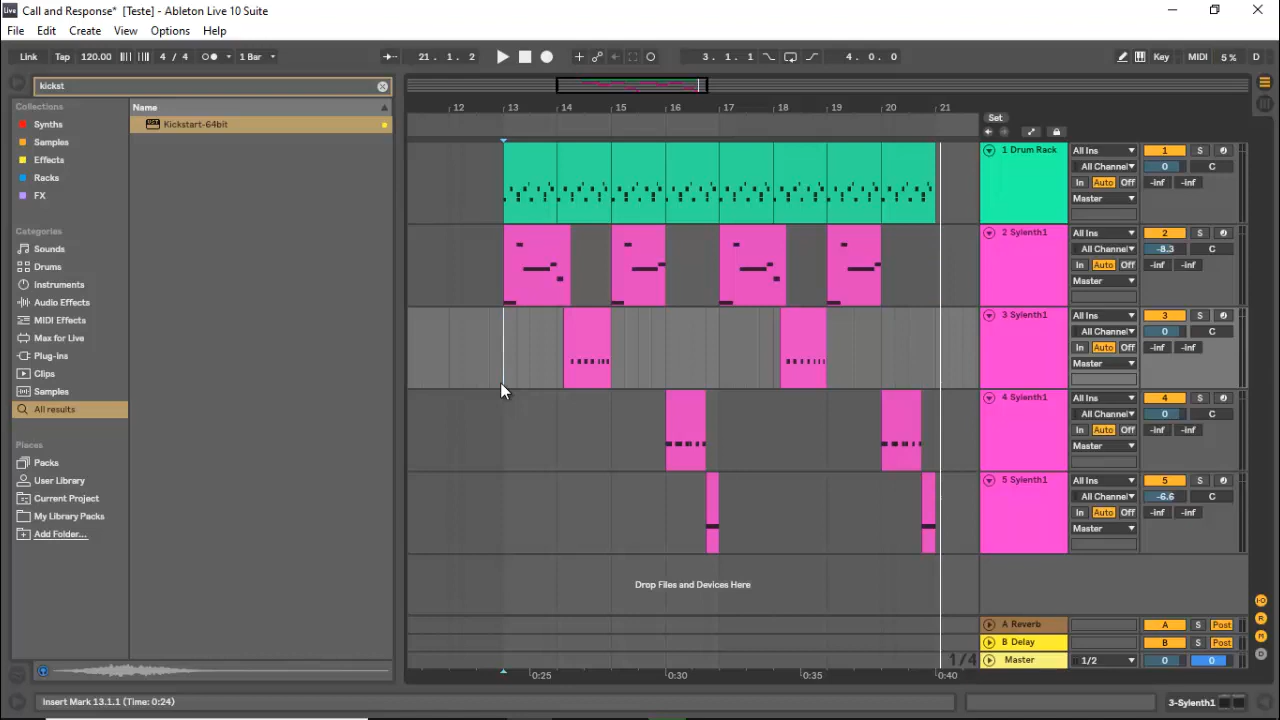 Live Call and Response* [Teste] - Ableton Live 10 Suite
File Edit Create View Options Help
Link Tap 120.00 4 / 4 1 Bar 21. 1. 2 3. 1. 1 4. 0. 0 Key MIDI 5 % D
kickst
Collections
Synths
Samples
Effects
Racks
FX
Categories
Sounds
Drums
Instruments
Audio Effects
MIDI Effects
Max for Live
Plug-ins
Clips
Samples
All results
Places
Packs
User Library
Current Project
My Library Packs
Add Folder...
Name
Kickstart-64bit
12 13 14 15 16 17 18 19 20 21
Set
1 Drum Rack All Ins 1 S
All Channel 0 C
In Auto Off -inf -inf
Master
2 Sylenth1 All Ins 2 S
All Channel -8.3 C
In Auto Off -inf -inf
Master
3 Sylenth1 All Ins 3 S
All Channel 0 C
In Auto Off -inf -inf
Master
4 Sylenth1 All Ins 4 S
All Channel 0 C
In Auto Off -inf -inf
Master
5 Sylenth1 All Ins 5 S
All Channel -6.6 C
In Auto Off -inf -inf
Master
Drop Files and Devices Here
A Reverb A S Post
B Delay B S Post
1/4 Master 1/2 0 0
0:25 0:30 0:35 0:40
Insert Mark 13.1.1 (Time: 0:24)
3-Sylenth1